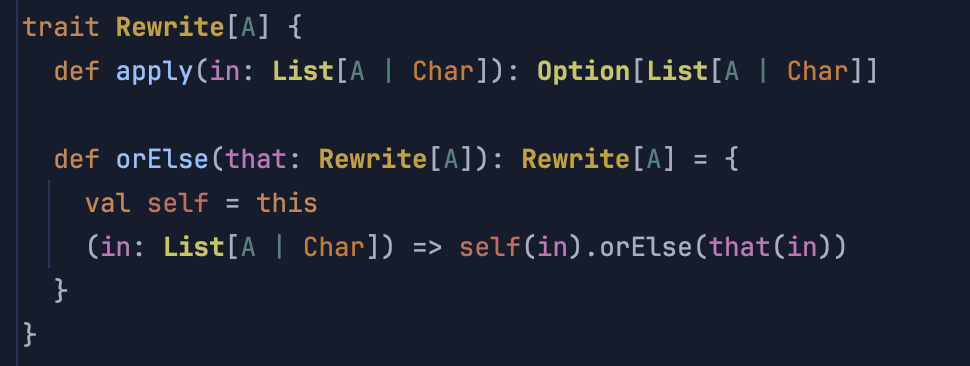 trait Rewrite[A] {
  def apply(in: List[A | Char]): Option[List[A | Char]]

  def orElse(that: Rewrite[A]): Rewrite[A] = {
    val self = this
    (in: List[A | Char]) => self(in).orElse(that(in))
  }
}